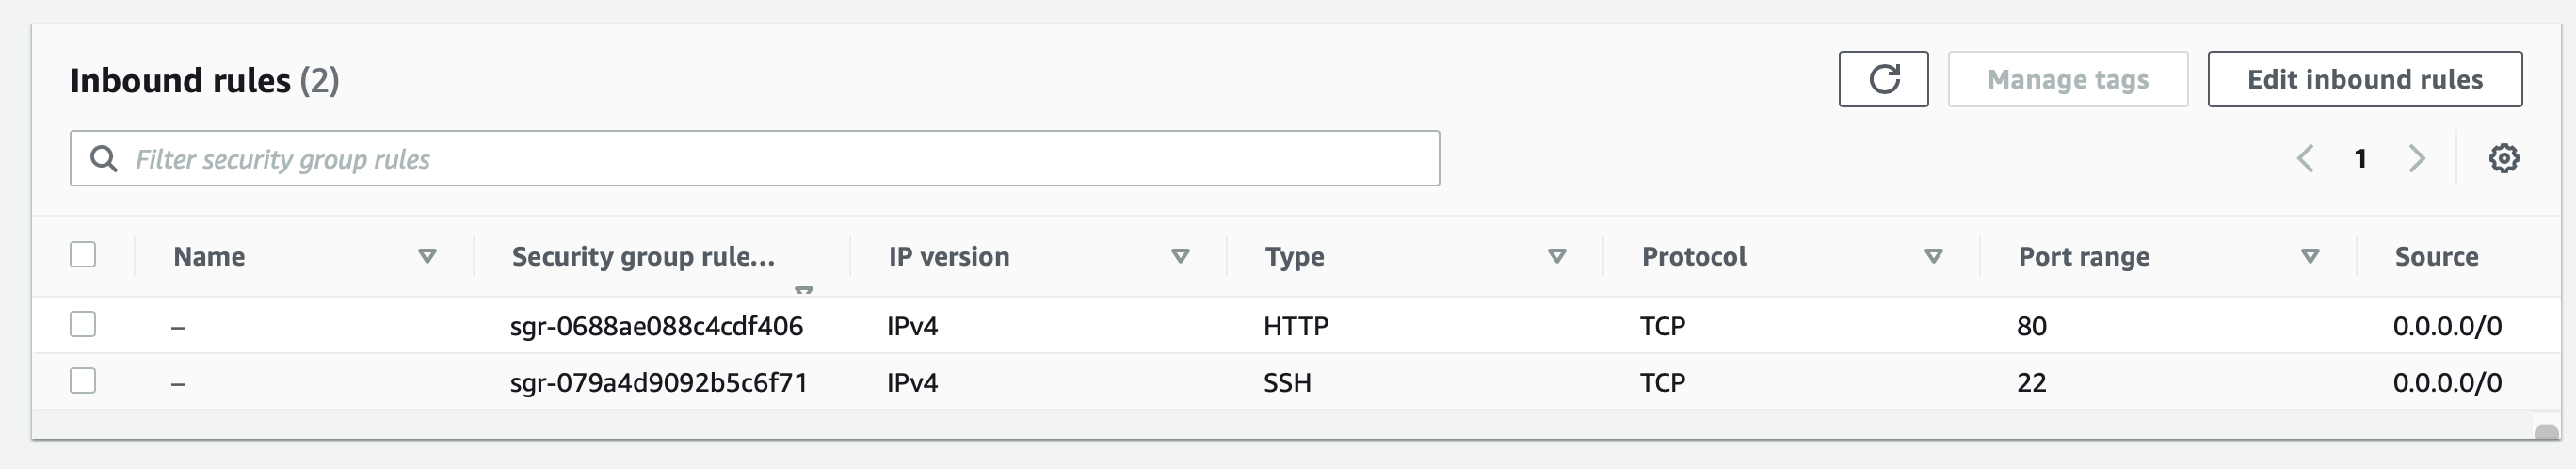 Inbound rules (2)
Manage tags
Edit inbound rules
Filter security group rules
1
Name Security group rule... IP version Type Protocol Port range Source
– sgr-0688ae088c4cdf406 IPv4 HTTP TCP 80 0.0.0.0/0
– sgr-079a4d9092b5c6f71 IPv4 SSH TCP 22 0.0.0.0/0